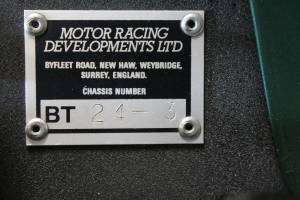 MOTOR RACING
DEVELOPMENTS LTD
BYFLEET ROAD, NEW HAW, WEYBRIDGE,
SURREY, ENGLAND.
CHASSIS NUMBER
BT 24-3